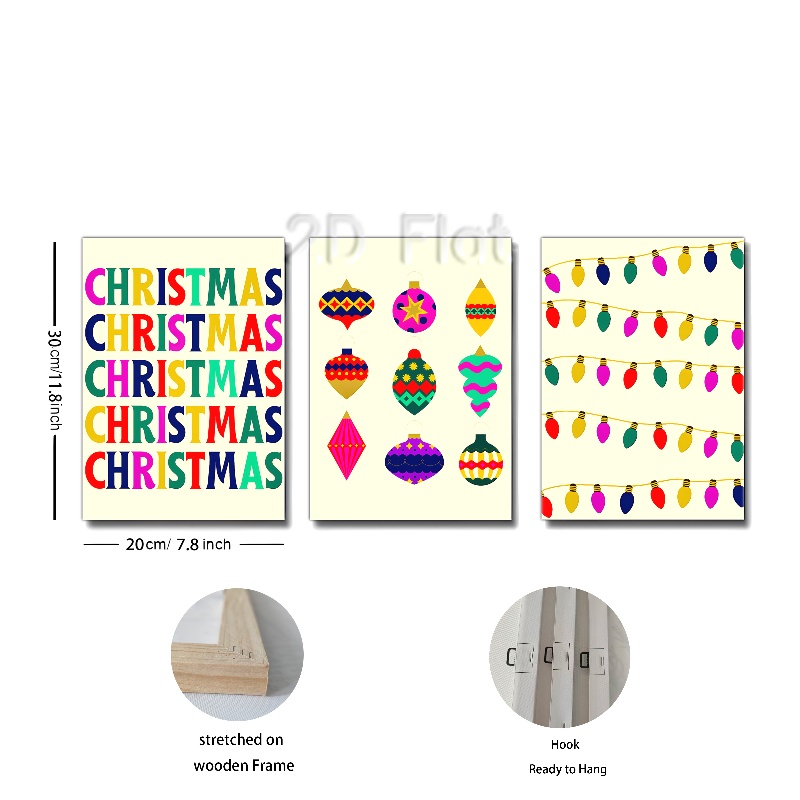 2D Flat
CHRISTMAS
CHRISTMAS
CHRISTMAS
CHRISTMAS
CHRISTMAS
30cm/11.8inch
20cm/ 7.8 inch
stretched on
wooden Frame
Hook
Ready to Hang